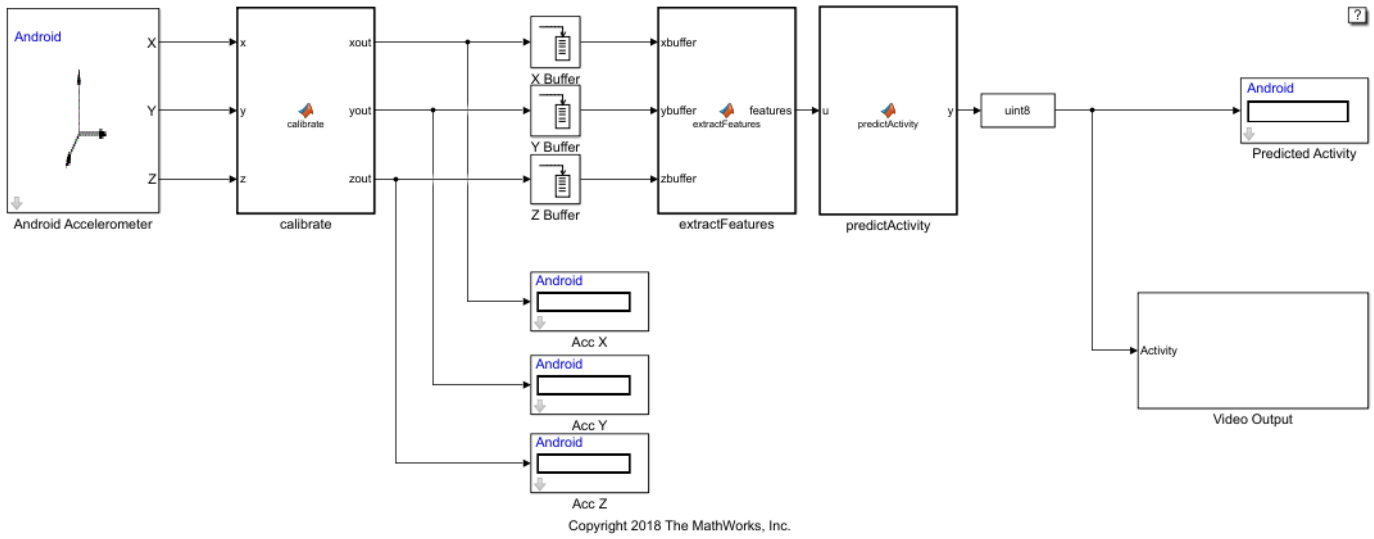 Android
X
Y
Z
Android Accelerometer
x
y
z
calibrate
xout
yout
zout
calibrate
X Buffer
Y Buffer
Z Buffer
xbuffer
ybuffer
zbuffer
extractFeatures
features
extractFeatures
u
predictActivity
y
predictActivity
uint8
?
Android
Predicted Activity
Android
Acc X
Android
Acc Y
Android
Acc Z
Activity
Video Output
Copyright 2018 The MathWorks, Inc.